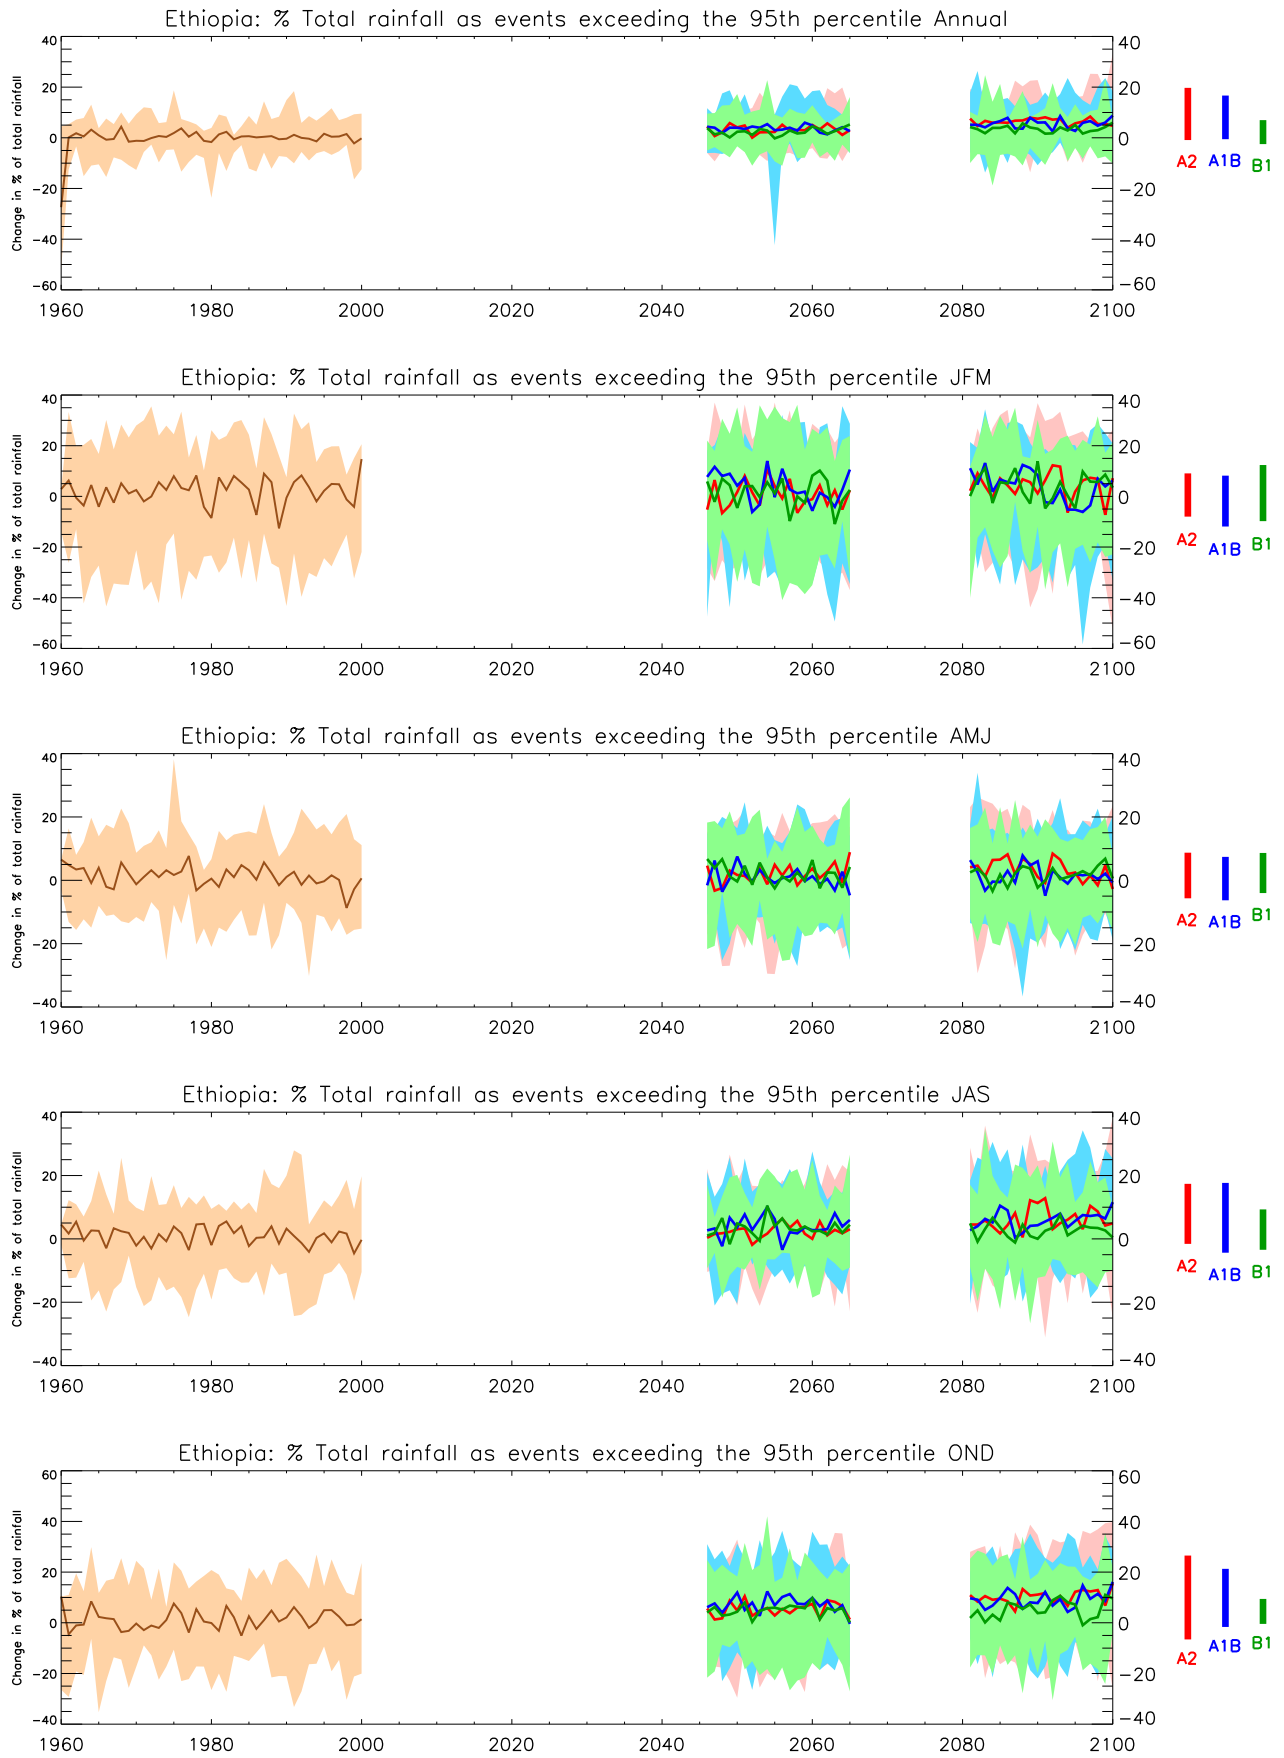 Ethiopia: % Total rainfall as events exceeding the 95th percentile Annual
Change in % of total rainfall
40 20 0 −20 −40 −60
40 20 0 −20 −40 −60
1960 1980 2000 2020 2040 2060 2080 2100
A2 A1B B1
Ethiopia: % Total rainfall as events exceeding the 95th percentile JFM
Change in % of total rainfall
40 20 0 −20 −40 −60
40 20 0 −20 −40 −60
1960 1980 2000 2020 2040 2060 2080 2100
A2 A1B B1
Ethiopia: % Total rainfall as events exceeding the 95th percentile AMJ
Change in % of total rainfall
40 20 0 −20 −40
40 20 0 −20 −40
1960 1980 2000 2020 2040 2060 2080 2100
A2 A1B B1
Ethiopia: % Total rainfall as events exceeding the 95th percentile JAS
Change in % of total rainfall
40 20 0 −20 −40
40 20 0 −20 −40
1960 1980 2000 2020 2040 2060 2080 2100
A2 A1B B1
Ethiopia: % Total rainfall as events exceeding the 95th percentile OND
Change in % of total rainfall
60 40 20 0 −20 −40
60 40 20 0 −20 −40
1960 1980 2000 2020 2040 2060 2080 2100
A2 A1B B1